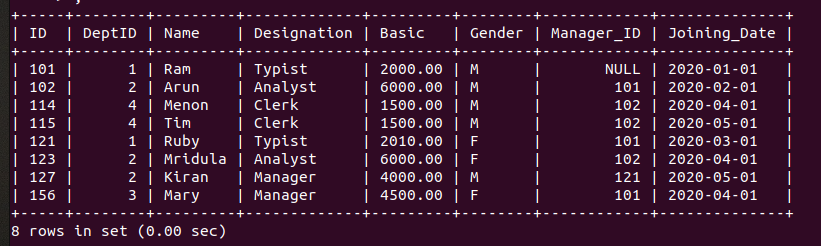 +-----+--------+---------+-------------+---------+--------+------------+--------------+
| ID  | DeptID | Name    | Designation | Basic   | Gender | Manager_ID | Joining_Date |
+-----+--------+---------+-------------+---------+--------+------------+--------------+
| 101 |      1 | Ram     | Typist      | 2000.00 | M      |       NULL | 2020-01-01   |
| 102 |      2 | Arun    | Analyst     | 6000.00 | M      |        101 | 2020-02-01   |
| 114 |      4 | Menon   | Clerk       | 1500.00 | M      |        102 | 2020-04-01   |
| 115 |      4 | Tim     | Clerk       | 1500.00 | M      |        102 | 2020-05-01   |
| 121 |      1 | Ruby    | Typist      | 2010.00 | F      |        101 | 2020-03-01   |
| 123 |      2 | Mridula | Analyst     | 6000.00 | F      |        102 | 2020-04-01   |
| 127 |      2 | Kiran   | Manager     | 4000.00 | M      |        121 | 2020-05-01   |
| 156 |      3 | Mary    | Manager     | 4500.00 | F      |        101 | 2020-04-01   |
+-----+--------+---------+-------------+---------+--------+------------+--------------+
8 rows in set (0.00 sec)